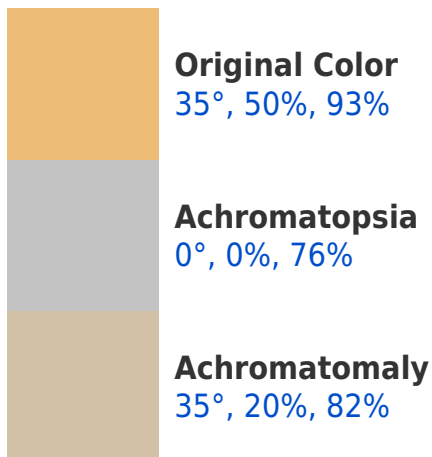 Original Color
35°, 50%, 93%
Achromatopsia
0°, 0%, 76%
Achromatomaly
35°, 20%, 82%